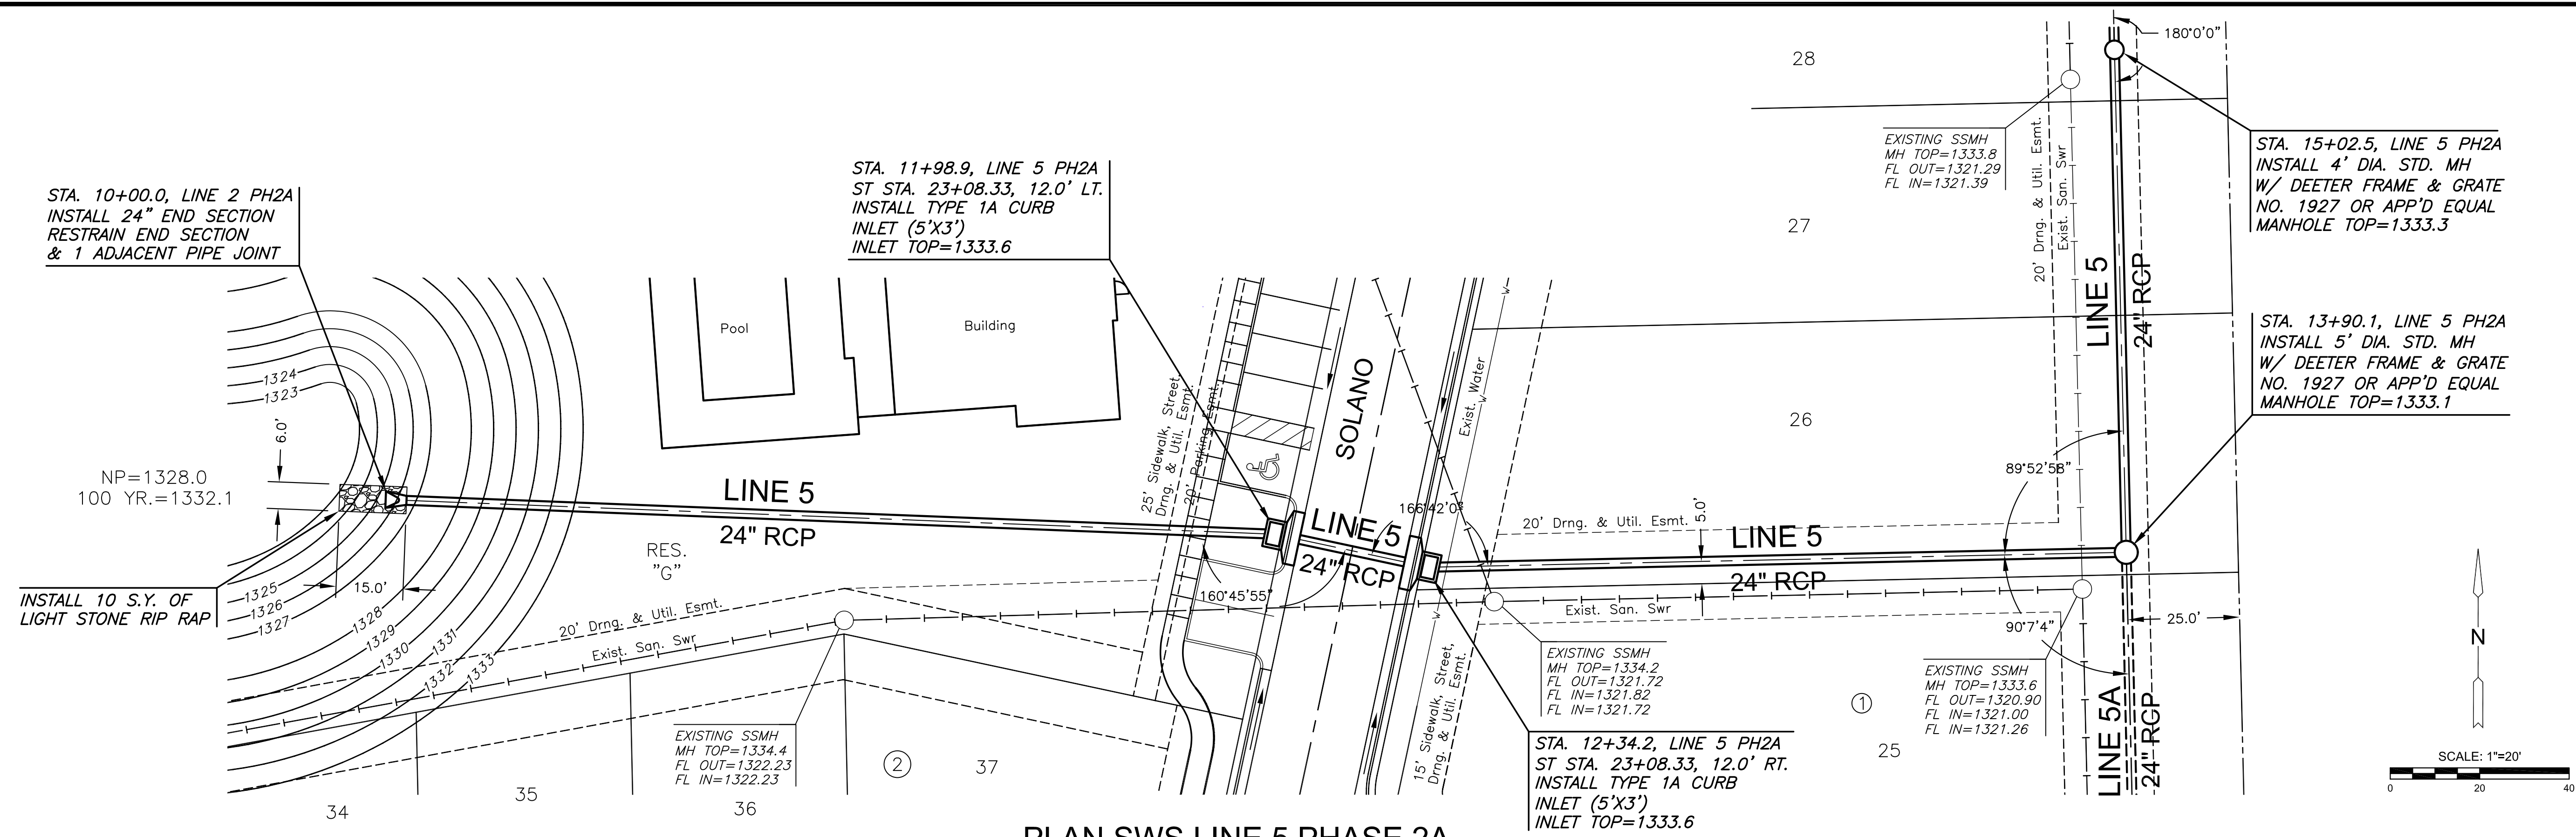 STA. 10+00.0, LINE 2 PH2A
INSTALL 24" END SECTION
RESTRAIN END SECTION
& 1 ADJACENT PIPE JOINT
STA. 11+98.9, LINE 5 PH2A
ST STA. 23+08.33, 12.0' LT.
INSTALL TYPE 1A CURB
INLET (5'X3')
INLET TOP=1333.6
28
180°0'0"
EXISTING SSMH
MH TOP=1333.8
FL OUT=1321.29
FL IN=1321.39
20' Drng. & Util. Esmt.
Exist. San. Swr
STA. 15+02.5, LINE 5 PH2A
INSTALL 4' DIA. STD. MH
W/ DEETER FRAME & GRATE
NO. 1927 OR APP'D EQUAL
MANHOLE TOP=1333.3
27
LINE 5
24" RCP
STA. 13+90.1, LINE 5 PH2A
INSTALL 5' DIA. STD. MH
W/ DEETER FRAME & GRATE
NO. 1927 OR APP'D EQUAL
MANHOLE TOP=1333.1
Pool
Building
1324
1323
6.0'
NP=1328.0
100 YR.=1332.1
LINE 5
24" RCP
RES.
"G"
25' Sidewalk, Street,
Drng. & Util. Esmt.
20' Parking Esmt.
SOLANO
Exist. Water
W
W
W
W
26
89°52'56"
166°42'0"
LINE 5
24" RCP
160°45'55"
20' Drng. & Util. Esmt.
5.0'
LINE 5
24" RCP
Exist. San. Swr
90°7'4"
25.0'
INSTALL 10 S.Y. OF
LIGHT STONE RIP RAP
15.0'
1325
1326
1327
1328
1329
1330
1331
1332
1333
20' Drng. & Util. Esmt.
Exist. San. Swr
EXISTING SSMH
MH TOP=1334.4
FL OUT=1322.23
FL IN=1322.23
2
37
34
35
36
15' Sidewalk, Street,
Drng. & Util. Esmt.
EXISTING SSMH
MH TOP=1334.2
FL OUT=1321.72
FL IN=1321.82
FL IN=1321.72
STA. 12+34.2, LINE 5 PH2A
ST STA. 23+08.33, 12.0' RT.
INSTALL TYPE 1A CURB
INLET (5'X3')
INLET TOP=1333.6
1
25
EXISTING SSMH
MH TOP=1333.6
FL OUT=1320.90
FL IN=1321.00
FL IN=1321.26
LINE 5A
24" RCP
N
SCALE: 1"=20'
0 20 40
PLAN SWS LINE 5 PHASE 2A